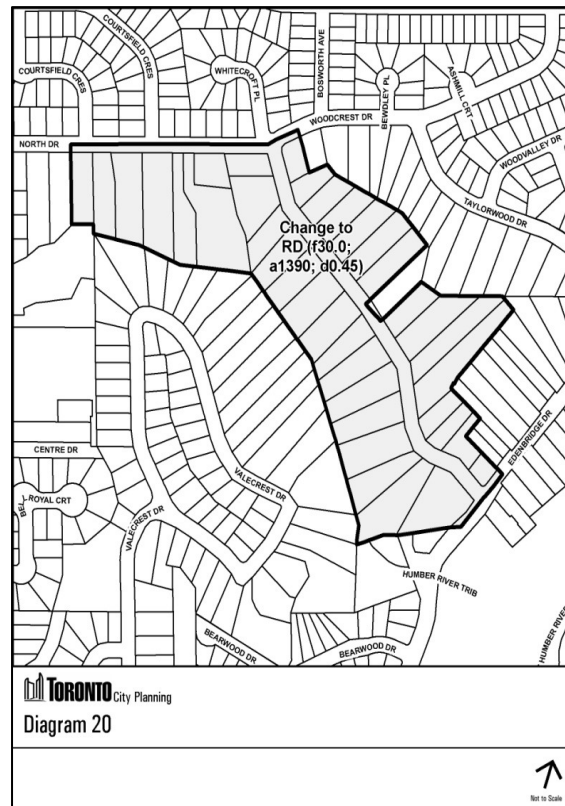 COURTSFIELD CRES
COURTSFIELD CRES
WHITECROFT PL
BOSWORTH AVE
BEWDLEY PL
ASHMILL CRT
WOODCREST DR
WOODVALLEY DR
NORTH DR
TAYLORWOOD DR
Change to
RD (f30.0;
a1390; d0.45)
EDENBRIDGE DR
CENTRE DR
VALECREST DR
ROYAL CRT
VALECREST DR
HUMBER RIVER TRIB
BEARWOOD DR
BEARWOOD DR
HUMBER RIVER
TORONTO City Planning
Diagram 20
Not to Scale